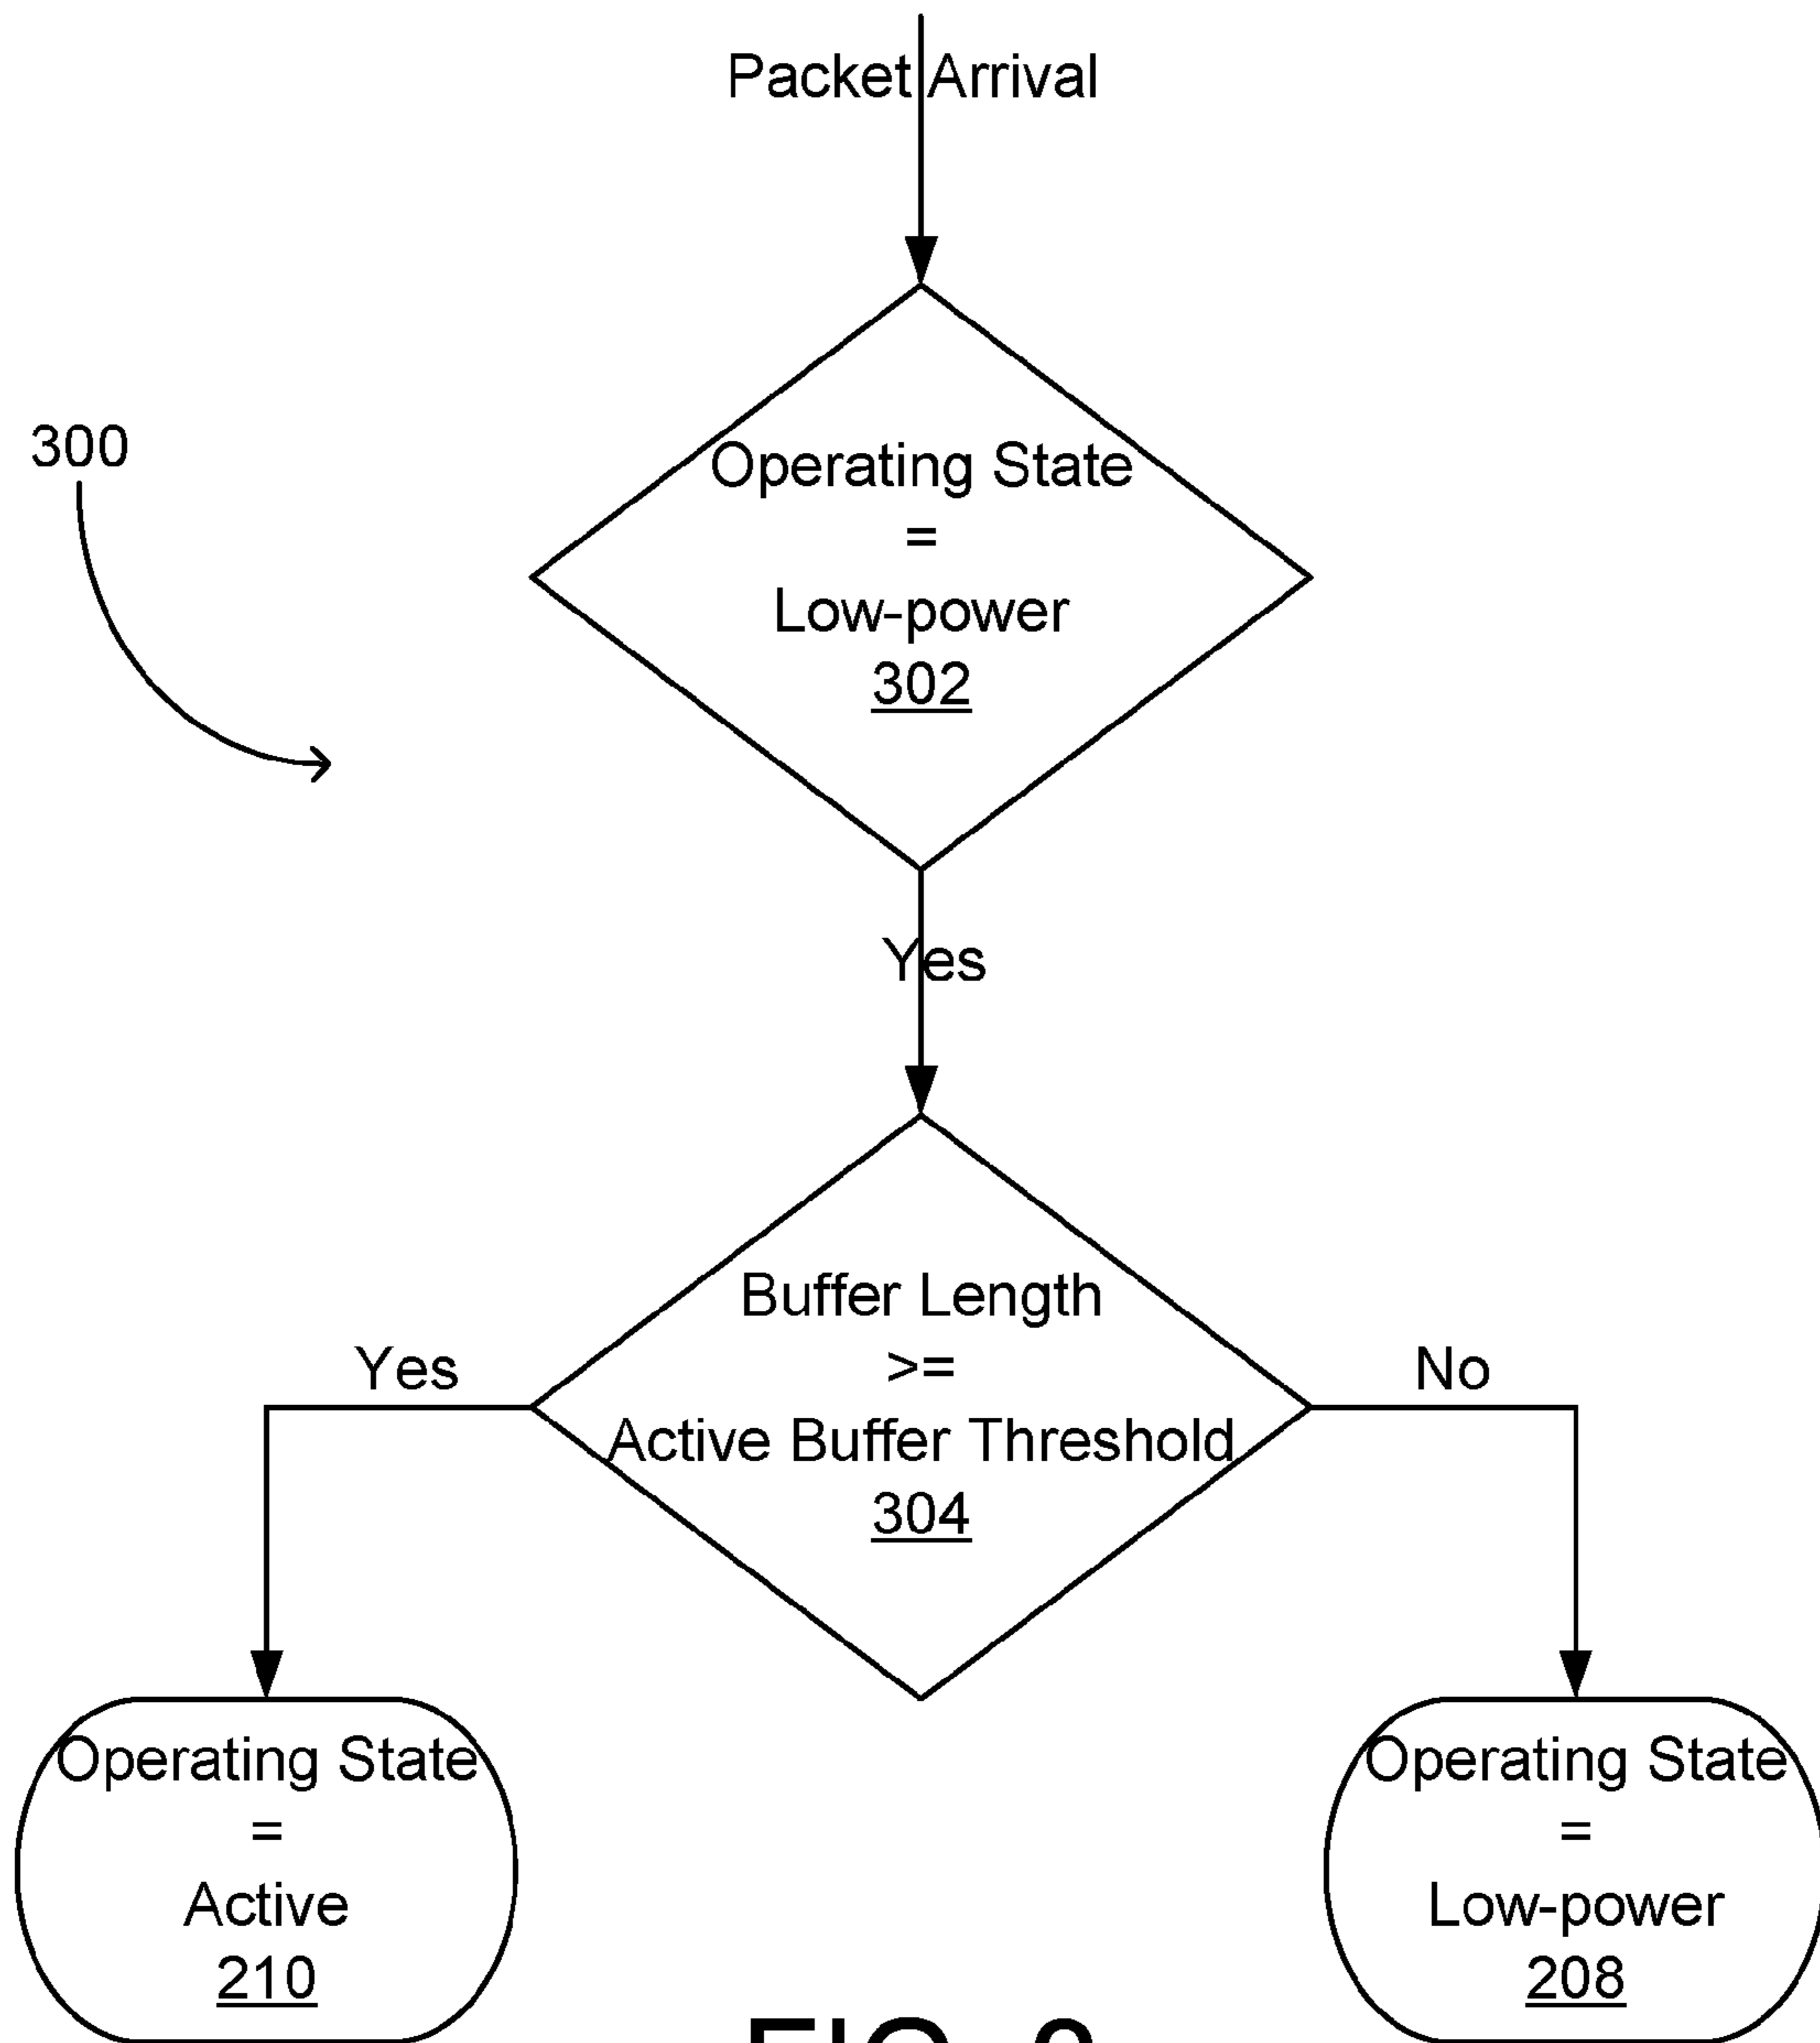 Packet Arrival
300
Operating State
=
Low-power
302
Yes
Buffer Length
>=
Active Buffer Threshold
304
Yes
No
Operating State
=
Active
210
Operating State
=
Low-power
208
FIG.